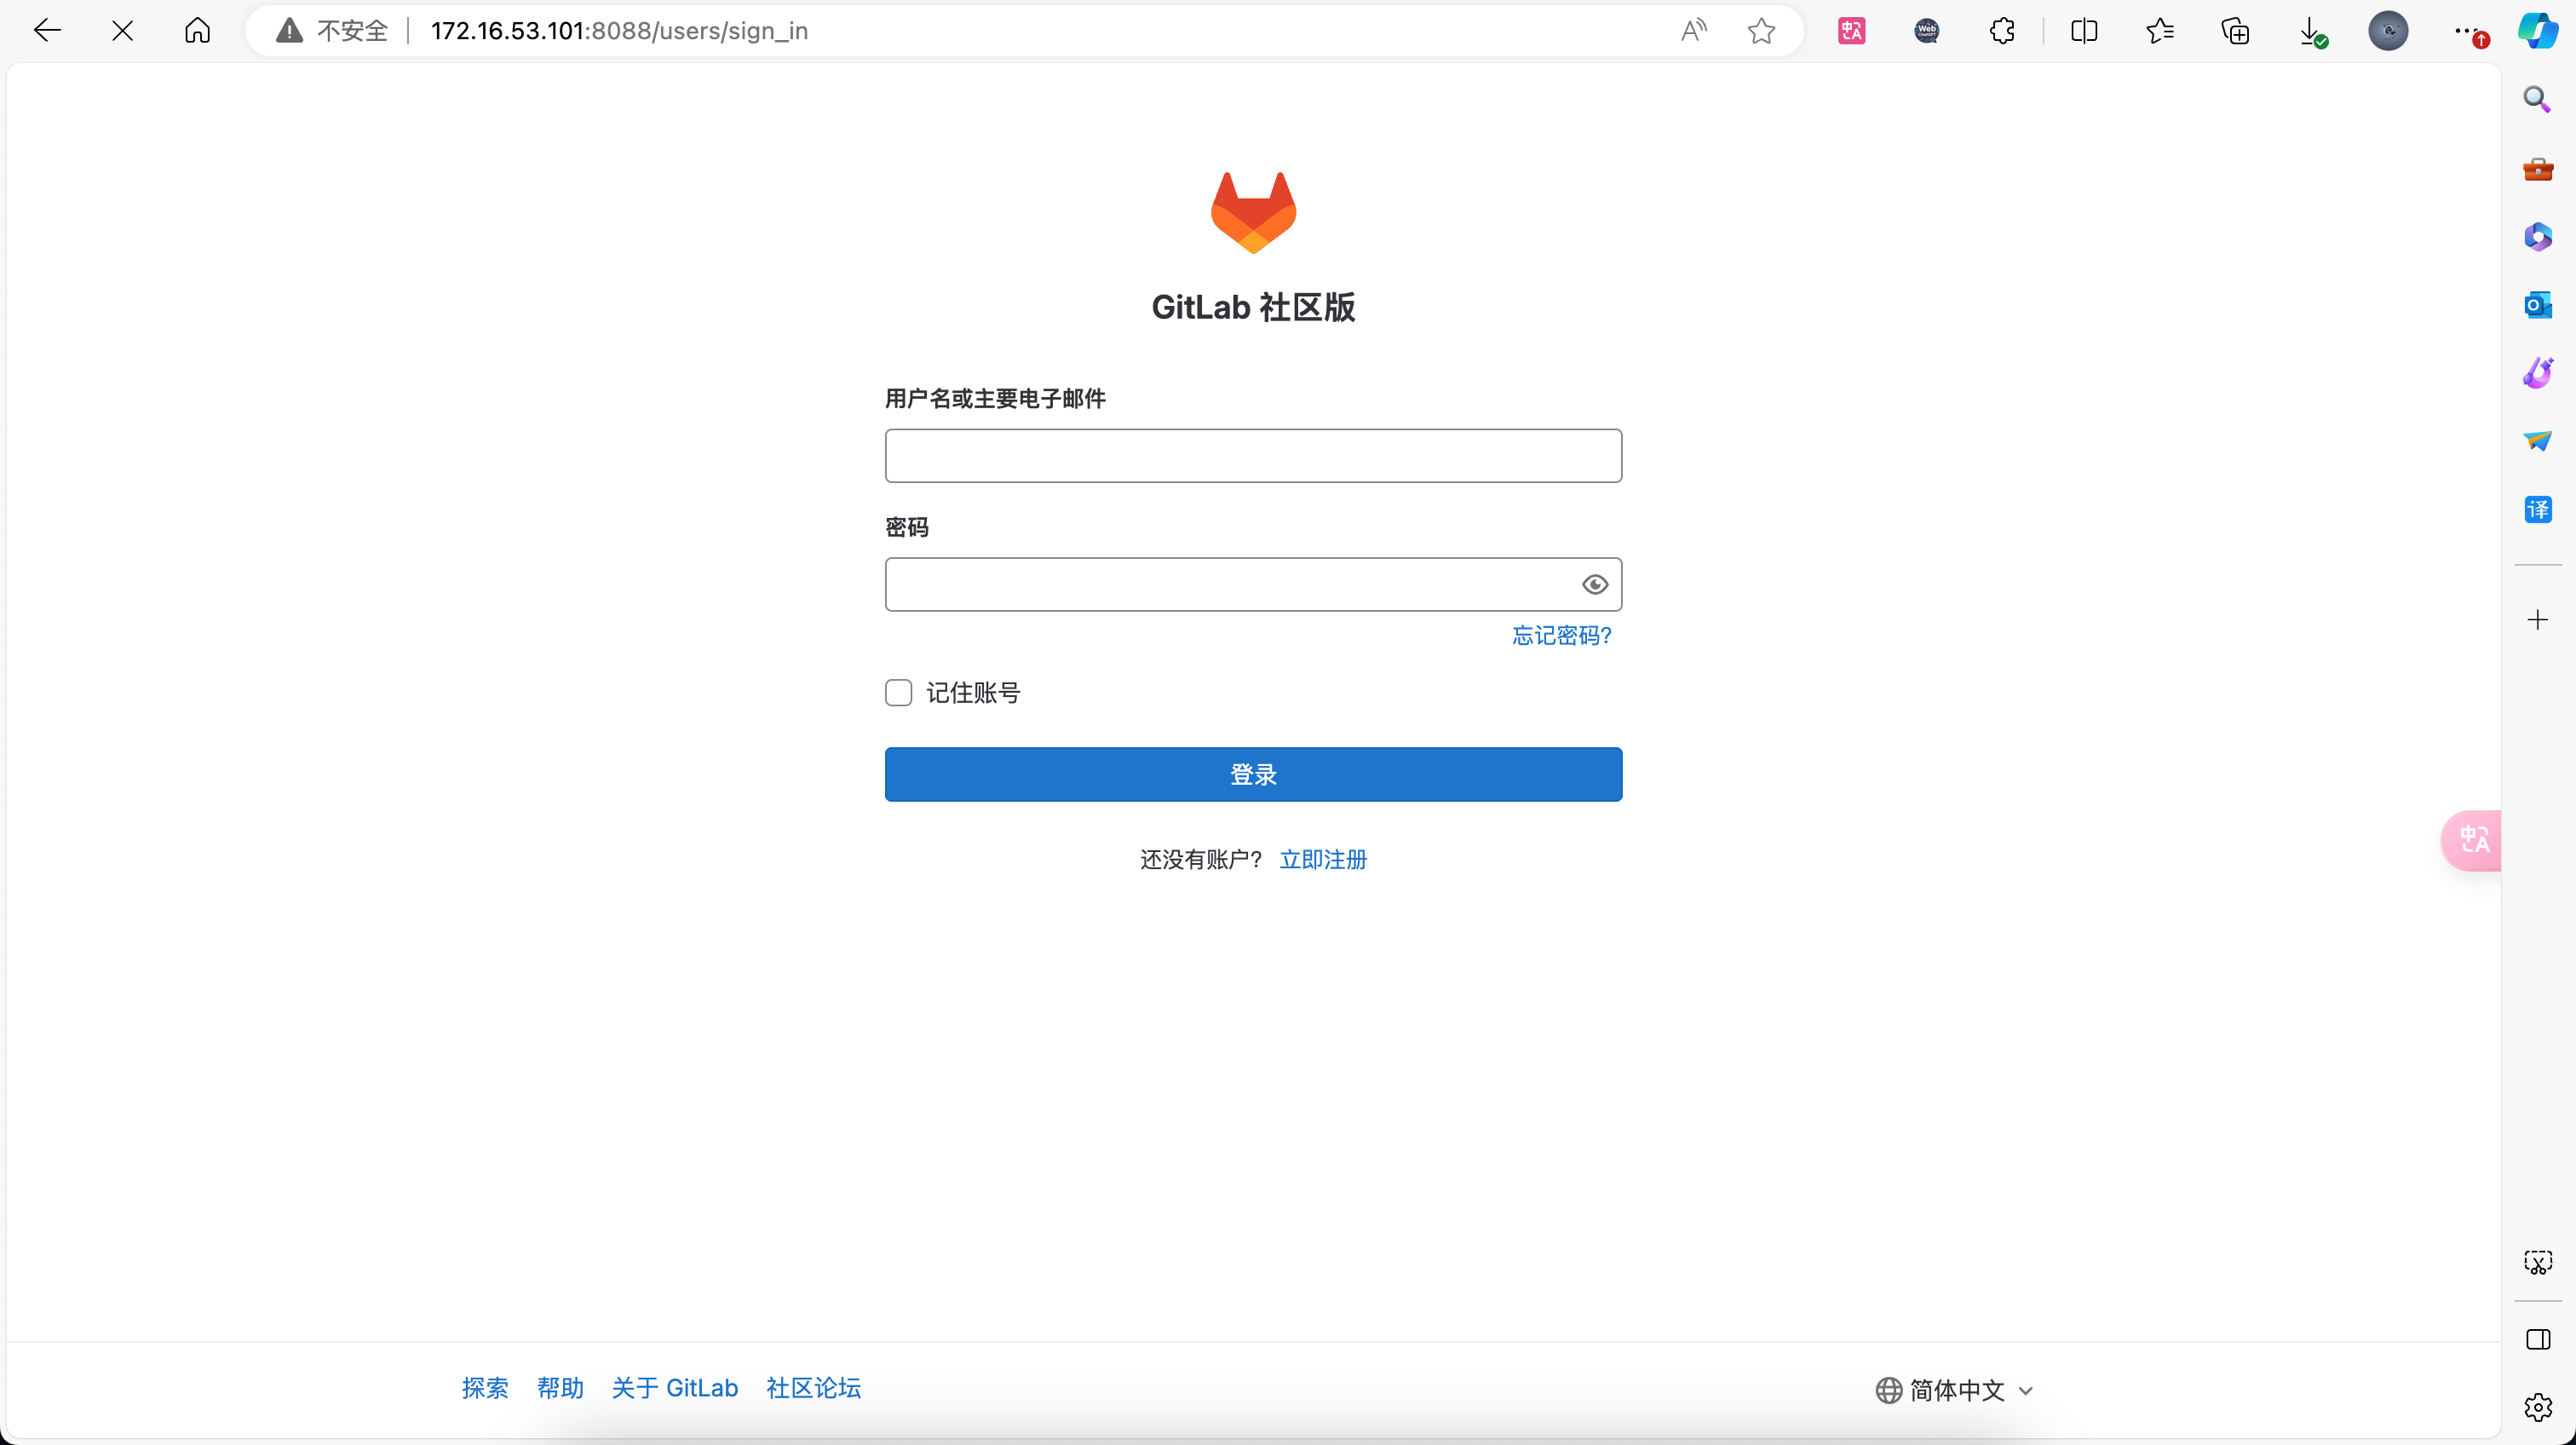 不安全 172.16.53.101:8088/users/sign_in
GitLab 社区版
用户名或主要电子邮件
密码
忘记密码?
记住账号
登录
还没有账户? 立即注册
探索 帮助 关于 GitLab 社区论坛
简体中文
译
中A